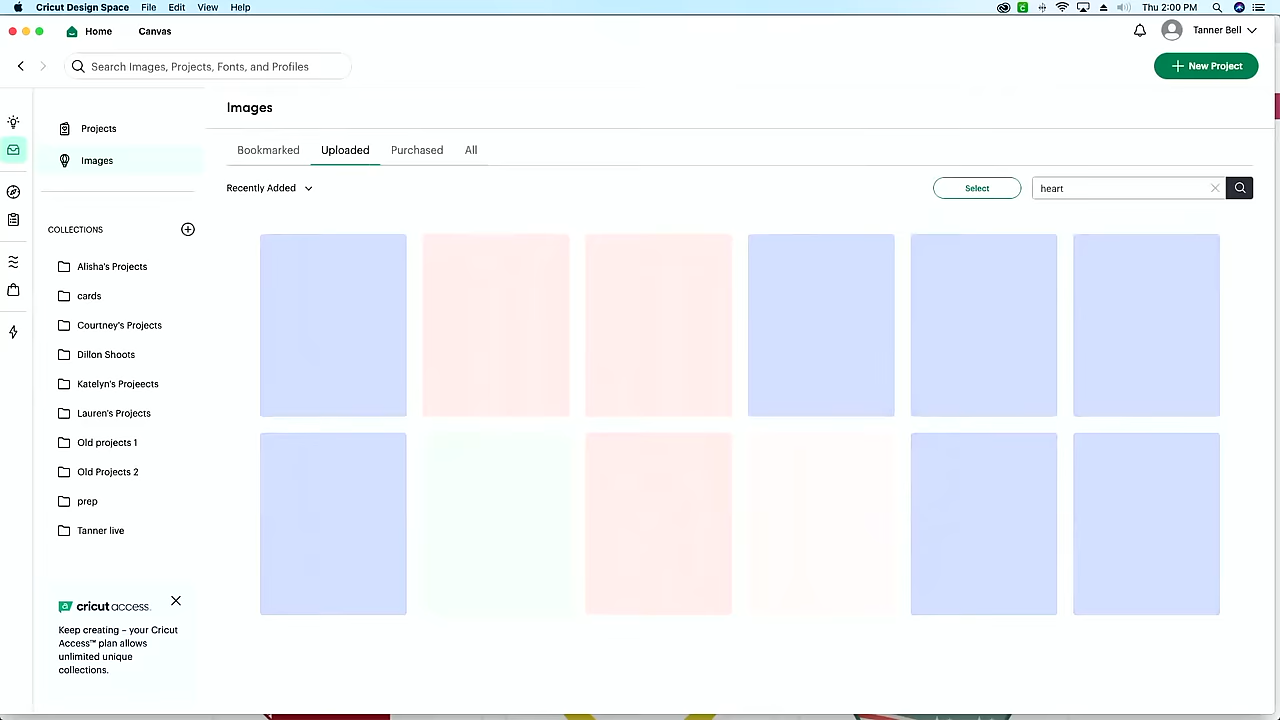 Cricut Design Space File Edit View Help Thu 2:00 PM
Home Canvas Tanner Bell
Search Images, Projects, Fonts, and Profiles New Project
Projects
Images
COLLECTIONS
Alisha's Projects
cards
Courtney's Projects
Dillon Shoots
Katelyn's Projeects
Lauren's Projects
Old projects 1
Old Projects 2
prep
Tanner live
cricut access.
Keep creating – your Cricut
Access™ plan allows
unlimited unique
collections.
Images
Bookmarked Uploaded Purchased All
Recently Added Select heart